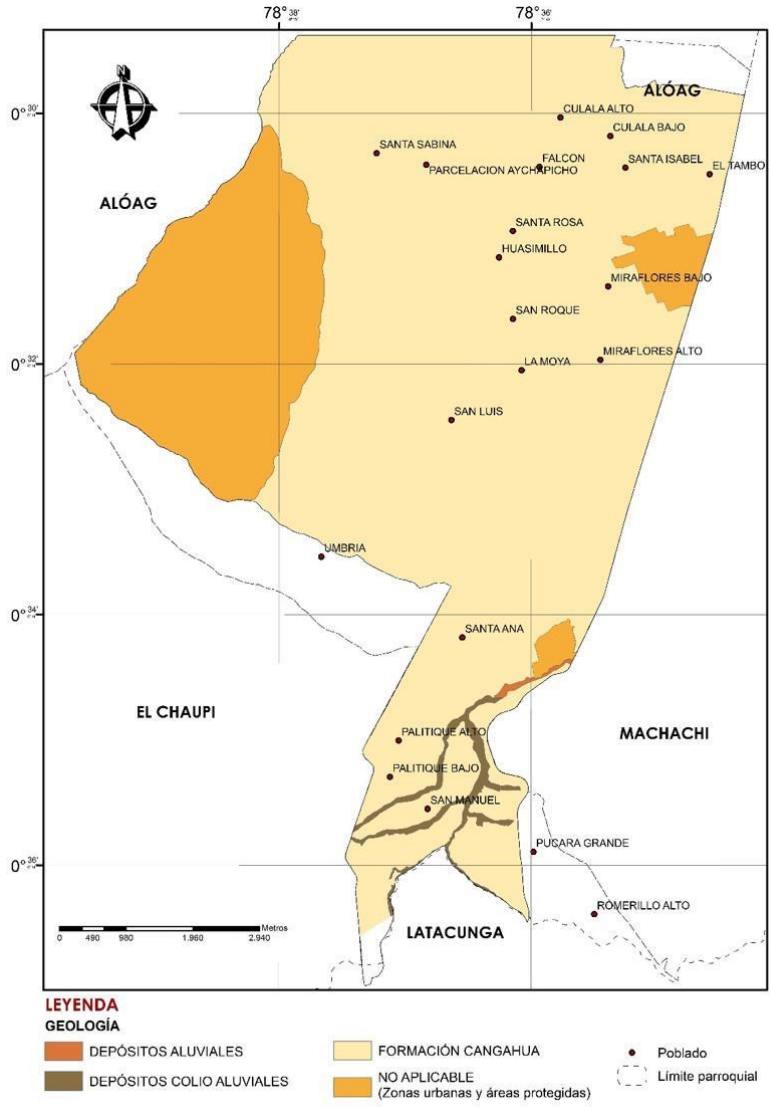 78° 38'
78° 36'
N
ALÓAG
0° 30'
CULALA ALTO
CULALA BAJO
SANTA SABINA
FALCON
PARCELACION AYCHAPICHO
SANTA ISABEL
EL TAMBO
ALÓAG
SANTA ROSA
HUASIMILLO
MIRAFLORES BAJO
SAN ROQUE
0° 32'
MIRAFLORES ALTO
LA MOYA
SAN LUIS
UMBRIA
0° 34'
SANTA ANA
EL CHAUPI
MACHACHI
PALITIQUE ALTO
PALITIQUE BAJO
SAN MANUEL
PUCARA GRANDE
0° 36'
ROMERILLO ALTO
LATACUNGA
Metros
0 490 980 1.960 2.940
LEYENDA
GEOLOGÍA
DEPÓSITOS ALUVIALES
FORMACIÓN CANGAHUA
Poblado
DEPÓSITOS COLIO ALUVIALES
NO APLICABLE
(Zonas urbanas y áreas protegidas)
Límite parroquial